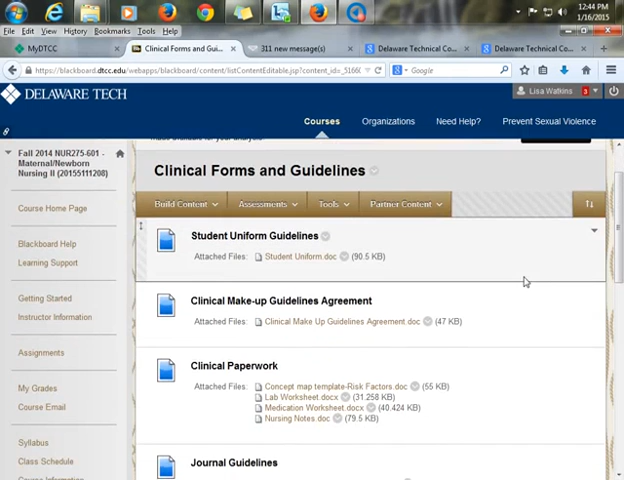 12:44 PM
1/16/2015
File Edit View History Bookmarks Tools Help
MyDTCC
Clinical Forms and Gui...
311 new message(s)
Delaware Technical Co...
Delaware Technical Co...
https://blackboard.dtcc.edu/webapps/blackboard/content/listContentEditable.jsp?content_id=_5166
Google
DELAWARE TECH
Lisa Watkins 3
Courses
Organizations
Need Help?
Prevent Sexual Violence
Fall 2014 NUR275-601 -
Maternal/Newborn
Nursing II (20155111208)
Course Home Page
Blackboard Help
Learning Support
Getting Started
Instructor Information
Assignments
My Grades
Course Email
Syllabus
Class Schedule
Clinical Forms and Guidelines
Build Content
Assessments
Tools
Partner Content
Student Uniform Guidelines
Attached Files: Student Uniform.doc (90.5 KB)
Clinical Make-up Guidelines Agreement
Attached Files: Clinical Make Up Guidelines Agreement.doc (47 KB)
Clinical Paperwork
Attached Files: Concept map template-Risk Factors.doc (55 KB)
Lab Worksheet.docx (31.258 KB)
Medication Worksheet.docx (40.424 KB)
Nursing Notes.doc (79.5 KB)
Journal Guidelines